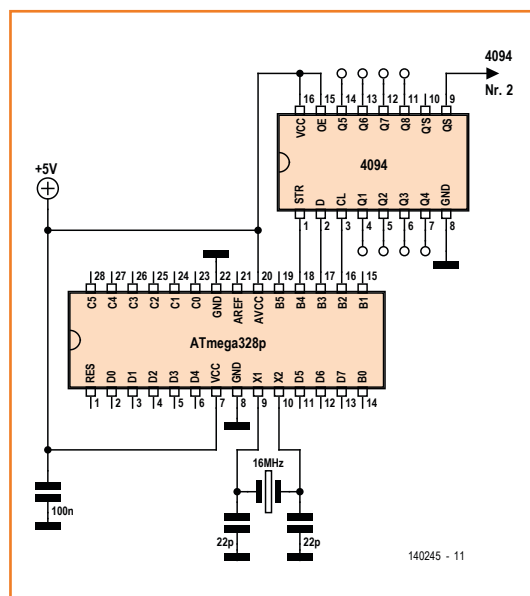 4094
Nr. 2
16 15 14 13 12 11 10 9
VCC OE Q5 Q6 Q7 Q8 Q'S QS
4094
STR D CL Q1 Q2 Q3 Q4 GND
1 2 3 4 5 6 7 8
+5V
28 27 26 25 24 23 22 21 20 19 18 17 16 15
C5 C4 C3 C2 C1 C0 GND AREF AVCC B5 B4 B3 B2 B1
ATmega328p
RES D0 D1 D2 D3 D4 VCC GND X1 X2 D5 D6 D7 B0
1 2 3 4 5 6 7 8 9 10 11 12 13 14
16MHz
100n
22p 22p
140245 - 11